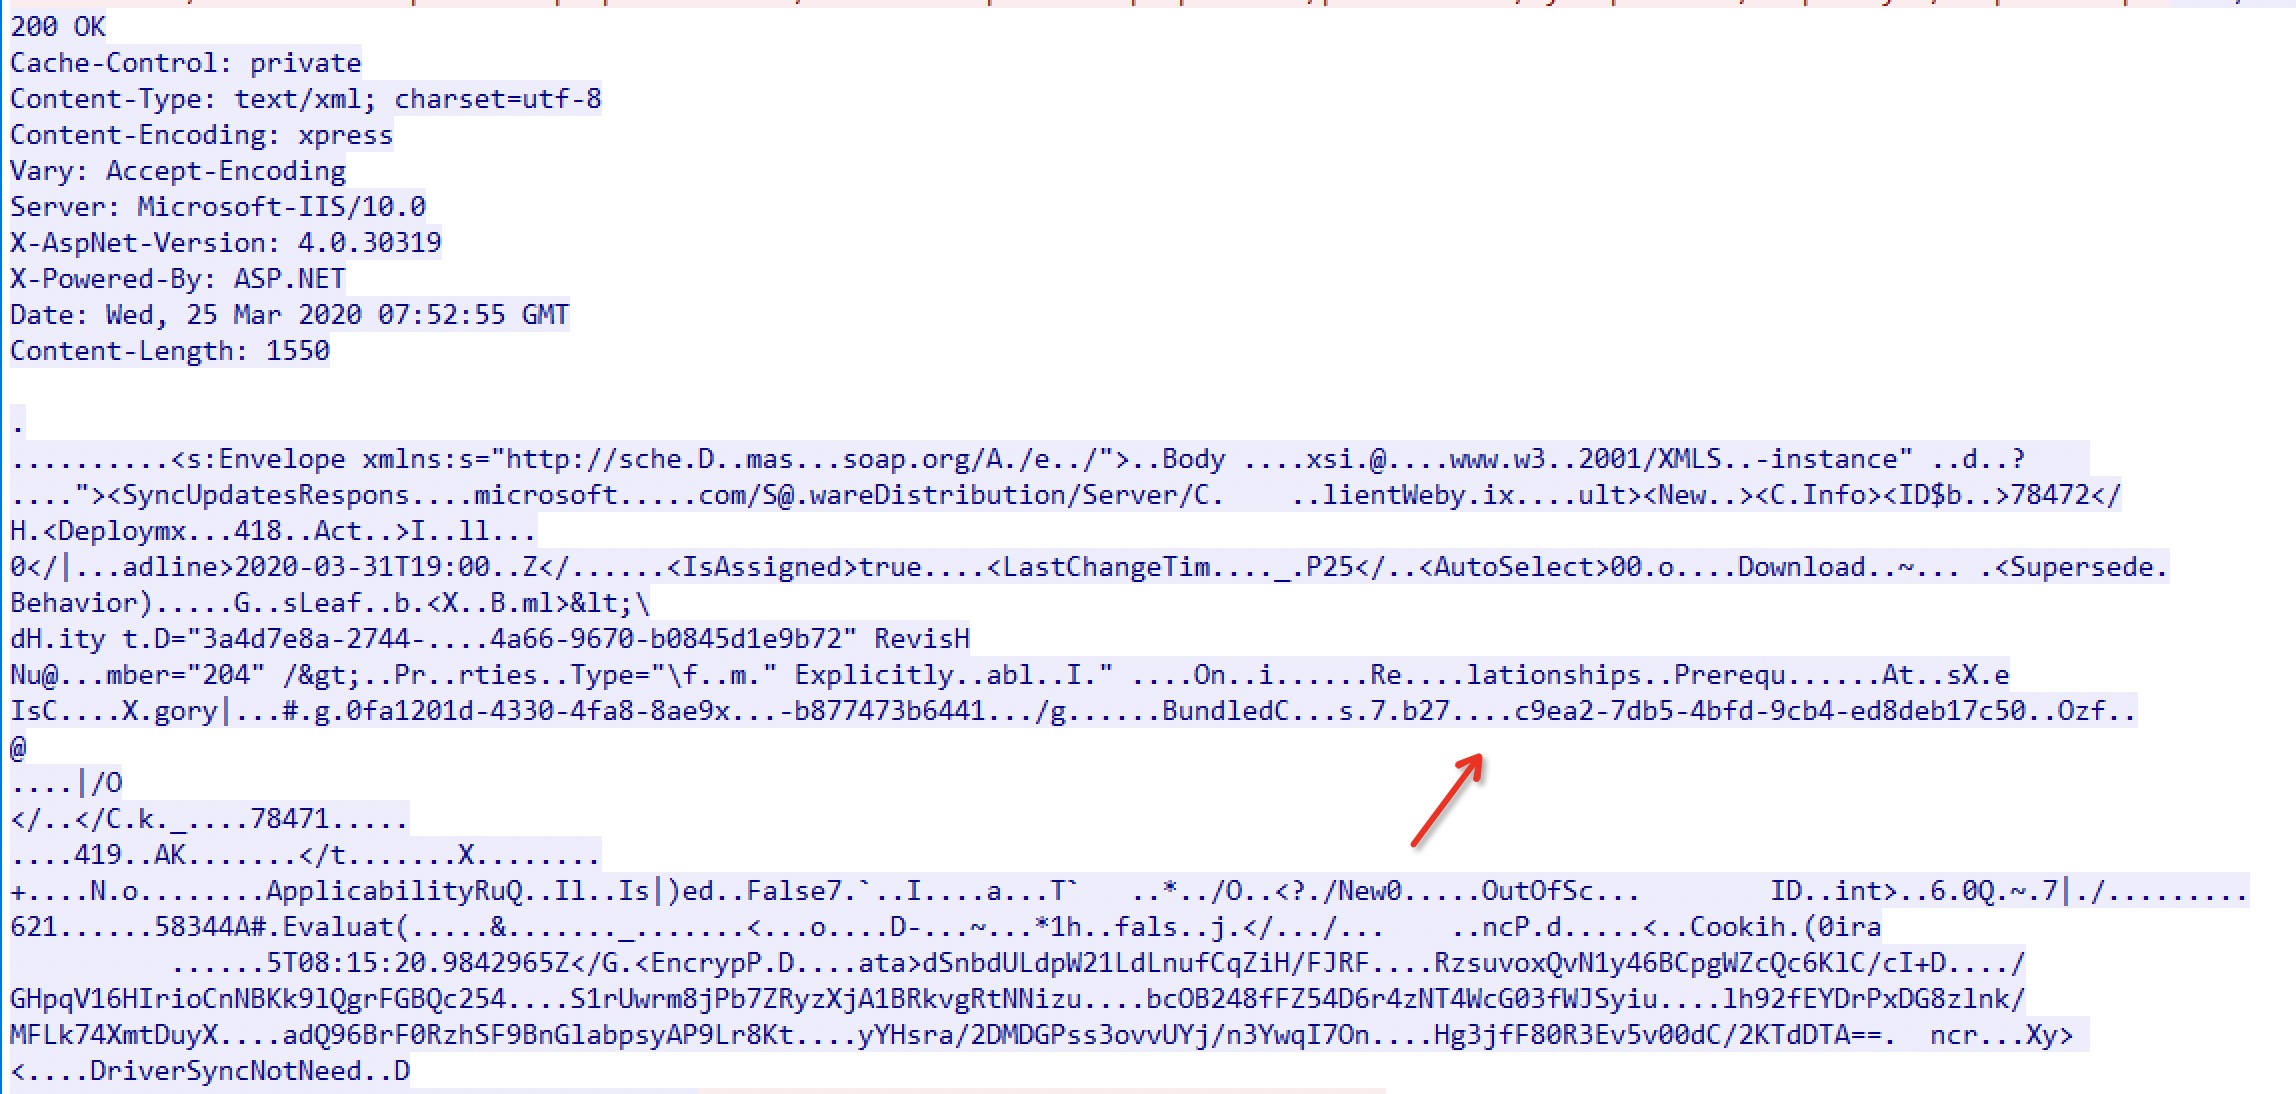 200 OK
Cache-Control: private
Content-Type: text/xml; charset=utf-8
Content-Encoding: xpress
Vary: Accept-Encoding
Server: Microsoft-IIS/10.0
X-AspNet-Version: 4.0.30319
X-Powered-By: ASP.NET
Date: Wed, 25 Mar 2020 07:52:55 GMT
Content-Length: 1550
.
..........<s:Envelope xmlns:s="http://sche.D..mas...soap.org/A./e../">..Body ....xsi.@....www.w3..2001/XMLS..-instance" ..d..?
...."><SyncUpdatesRespons....microsoft.....com/S@.wareDistribution/Server/C.    ..lientWeby.ix....ult><New..><C.Info><ID$b..>78472</
H.<Deploymx...418..Act..>I..ll...
0</|...adline>2020-03-31T19:00..Z</......<IsAssigned>true....<LastChangeTim...._.P25</..<AutoSelect>00.o....Download..~... .<Supersede.
Behavior).....G..sLeaf..b.<X..B.ml>&lt;\
dH.ity t.D="3a4d7e8a-2744-....4a66-9670-b0845d1e9b72" RevisH
Nu@...mber="204" /&gt;..Pr..rties..Type="\f..m." Explicitly..abl..I." ....On..i......Re....lationships..Prerequ......At..sX.e
IsC....X.gory|...#.g.0fa1201d-4330-4fa8-8ae9x...-b877473b6441.../g......BundledC...s.7.b27....c9ea2-7db5-4bfd-9cb4-ed8deb17c50..Ozf..
@
....|/O
</..</C.k._....78471.....
....419..AK.......</t.......X........
+....N.o........ApplicabilityRuQ..Il..Is|)ed..False7.`..I....a...T`   ..*../O..<?./New0.....OutOfSc...        ID..int>..6.0Q.~.7|./.........
621......58344A#.Evaluat(.....&......._.......<...o....D-...~...*1h..fals..j.</.../...    ..ncP.d.....<..Cookih.(0ira
......5T08:15:20.9842965Z</G.<EncrypP.D....ata>dSnbdULdpW21LdLnufCqZiH/FJRF....RzsuvoxQvN1y46BCpgWZcQc6KlC/cI+D..../
GHpqV16HIrioCnNBKk9lQgrFGBQc254....S1rUwrm8jPb7ZRyzXjA1BRkvgRtNNizu....bcOB248fFZ54D6r4zNT4WcG03fWJSyiu....lh92fEYDrPxDG8zlnk/
MFLk74XmtDuyX....adQ96BrF0RzhSF9BnGlabpsyAP9Lr8Kt....yYHsra/2DMDGPss3ovvUYj/n3YwqI7On....Hg3jfF80R3Ev5v00dC/2KTdDTA==.  ncr...Xy>
<....DriverSyncNotNeed..D